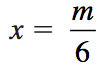 x = m/6